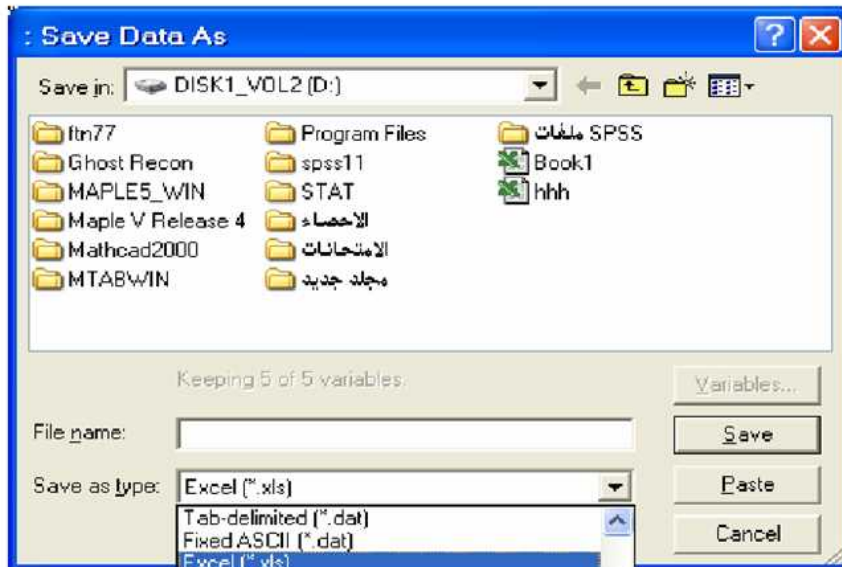 : Save Data As
Save in: DISK1_VOL2 (D:)
ftn77
Ghost Recon
MAPLE5_WIN
Maple V Release 4
Mathcad2000
MTABWIN
Program Files
spss11
STAT
الاحصاء
الامتحانات
مجلد جديد
ملفات SPSS
Book1
hhh
Keeping 5 of 5 variables.
Variables...
File name:
Save
Save as type: Excel (*.xls)
Paste
Tab-delimited (*.dat)
Fixed ASCII (*.dat)
Excel (*.xls)
Cancel